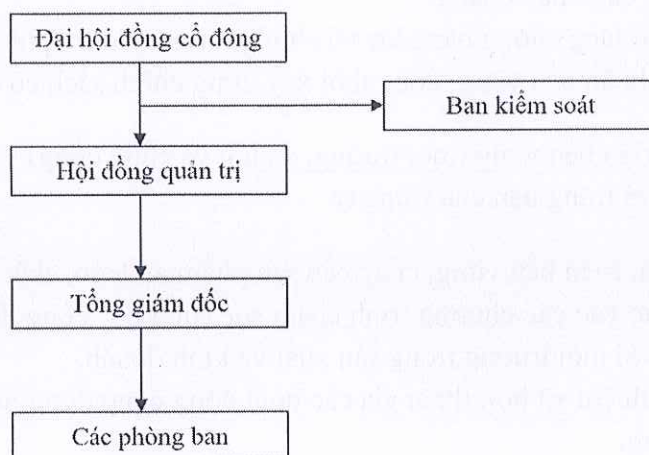 Đại hội đồng cổ đông
Ban kiểm soát
Hội đồng quản trị
Tổng giám đốc
Các phòng ban